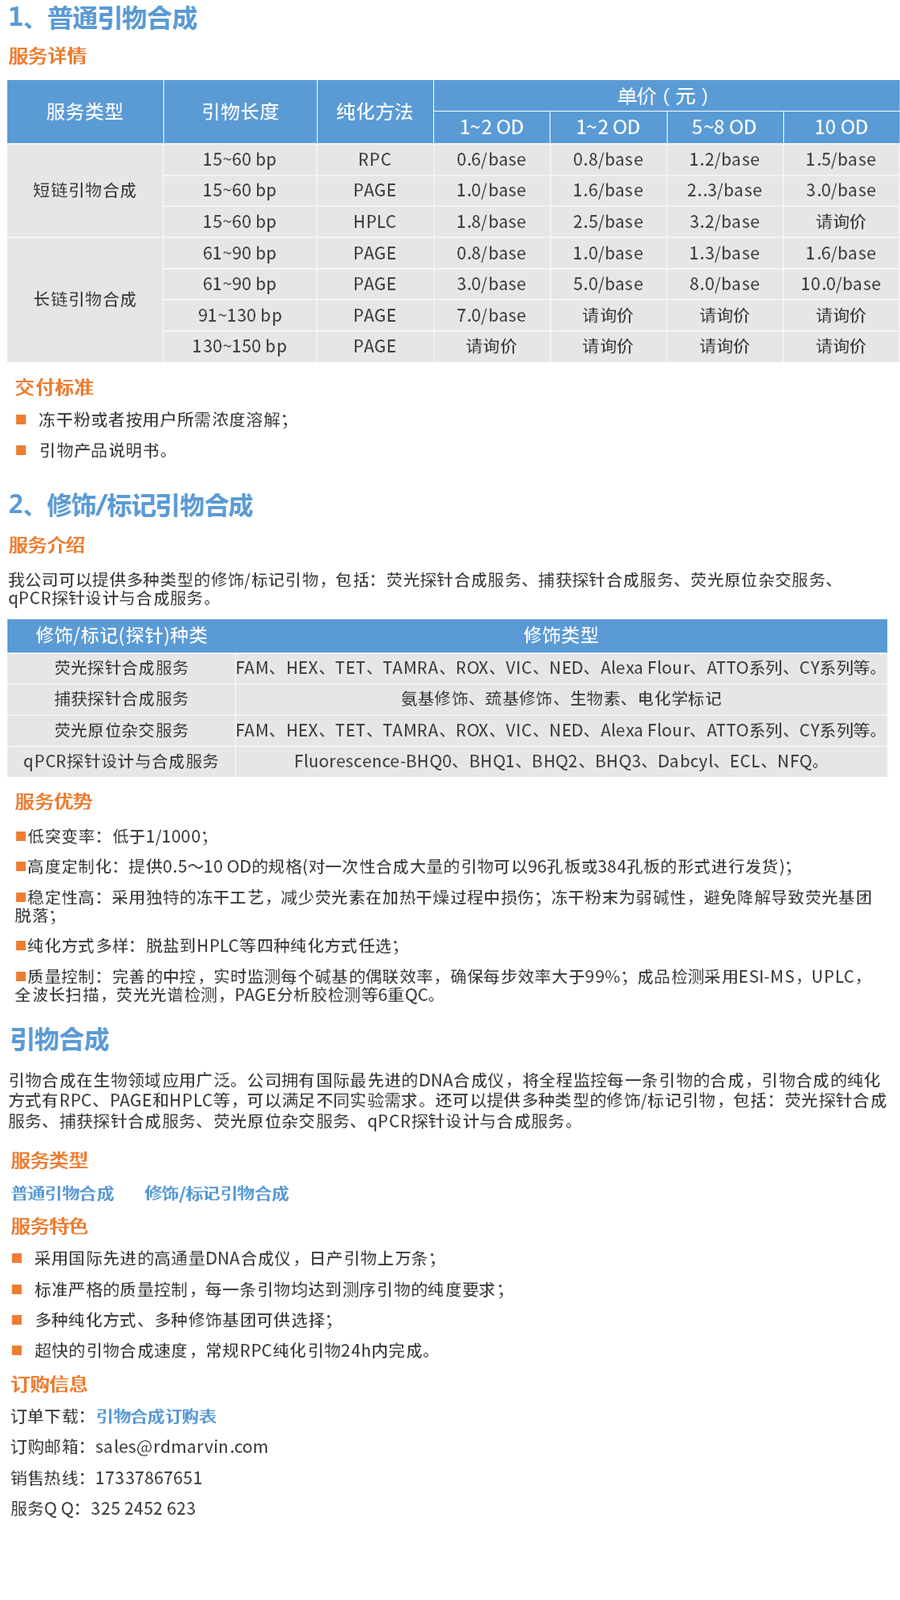 1、普通引物合成
服务详情
服务类型 引物长度 纯化方法 单价（元）
1~2 OD 1~2 OD 5~8 OD 10 OD
短链引物合成
15~60 bp RPC 0.6/base 0.8/base 1.2/base 1.5/base
15~60 bp PAGE 1.0/base 1.6/base 2..3/base 3.0/base
15~60 bp HPLC 1.8/base 2.5/base 3.2/base 请询价
长链引物合成
61~90 bp PAGE 0.8/base 1.0/base 1.3/base 1.6/base
61~90 bp PAGE 3.0/base 5.0/base 8.0/base 10.0/base
91~130 bp PAGE 7.0/base 请询价 请询价 请询价
130~150 bp PAGE 请询价 请询价 请询价 请询价
交付标准
■ 冻干粉或者按用户所需浓度溶解；
■ 引物产品说明书。
2、修饰/标记引物合成
服务介绍
我公司可以提供多种类型的修饰/标记引物，包括：荧光探针合成服务、捕获探针合成服务、荧光原位杂交服务、
qPCR探针设计与合成服务。
修饰/标记(探针)种类 修饰类型
荧光探针合成服务 FAM、HEX、TET、TAMRA、ROX、VIC、NED、Alexa Flour、ATTO系列、CY系列等。
捕获探针合成服务 氨基修饰、巯基修饰、生物素、电化学标记
荧光原位杂交服务 FAM、HEX、TET、TAMRA、ROX、VIC、NED、Alexa Flour、ATTO系列、CY系列等。
qPCR探针设计与合成服务 Fluorescence-BHQ0、BHQ1、BHQ2、BHQ3、Dabcyl、ECL、NFQ。
服务优势
■低突变率：低于1/1000；
■高度定制化：提供0.5～10 OD的规格(对一次性合成大量的引物可以96孔板或384孔板的形式进行发货)；
■稳定性高：采用独特的冻干工艺，减少荧光素在加热干燥过程中损伤；冻干粉末为弱碱性，避免降解导致荧光基团
脱落；
■纯化方式多样：脱盐到HPLC等四种纯化方式任选；
■质量控制：完善的中控，实时监测每个碱基的偶联效率，确保每步效率大于99%；成品检测采用ESI-MS，UPLC，
全波长扫描，荧光光谱检测，PAGE分析胶检测等6重QC。
引物合成
引物合成在生物领域应用广泛。公司拥有国际最先进的DNA合成仪，将全程监控每一条引物的合成，引物合成的纯化
方式有RPC、PAGE和HPLC等，可以满足不同实验需求。还可以提供多种类型的修饰/标记引物，包括：荧光探针合成
服务、捕获探针合成服务、荧光原位杂交服务、qPCR探针设计与合成服务。
服务类型
普通引物合成 修饰/标记引物合成
服务特色
■ 采用国际先进的高通量DNA合成仪，日产引物上万条；
■ 标准严格的质量控制，每一条引物均达到测序引物的纯度要求；
■ 多种纯化方式、多种修饰基团可供选择；
■ 超快的引物合成速度，常规RPC纯化引物24h内完成。
订购信息
订单下载：引物合成订购表
订购邮箱：sales@rdmarvin.com
销售热线：17337867651
服务Q Q：325 2452 623